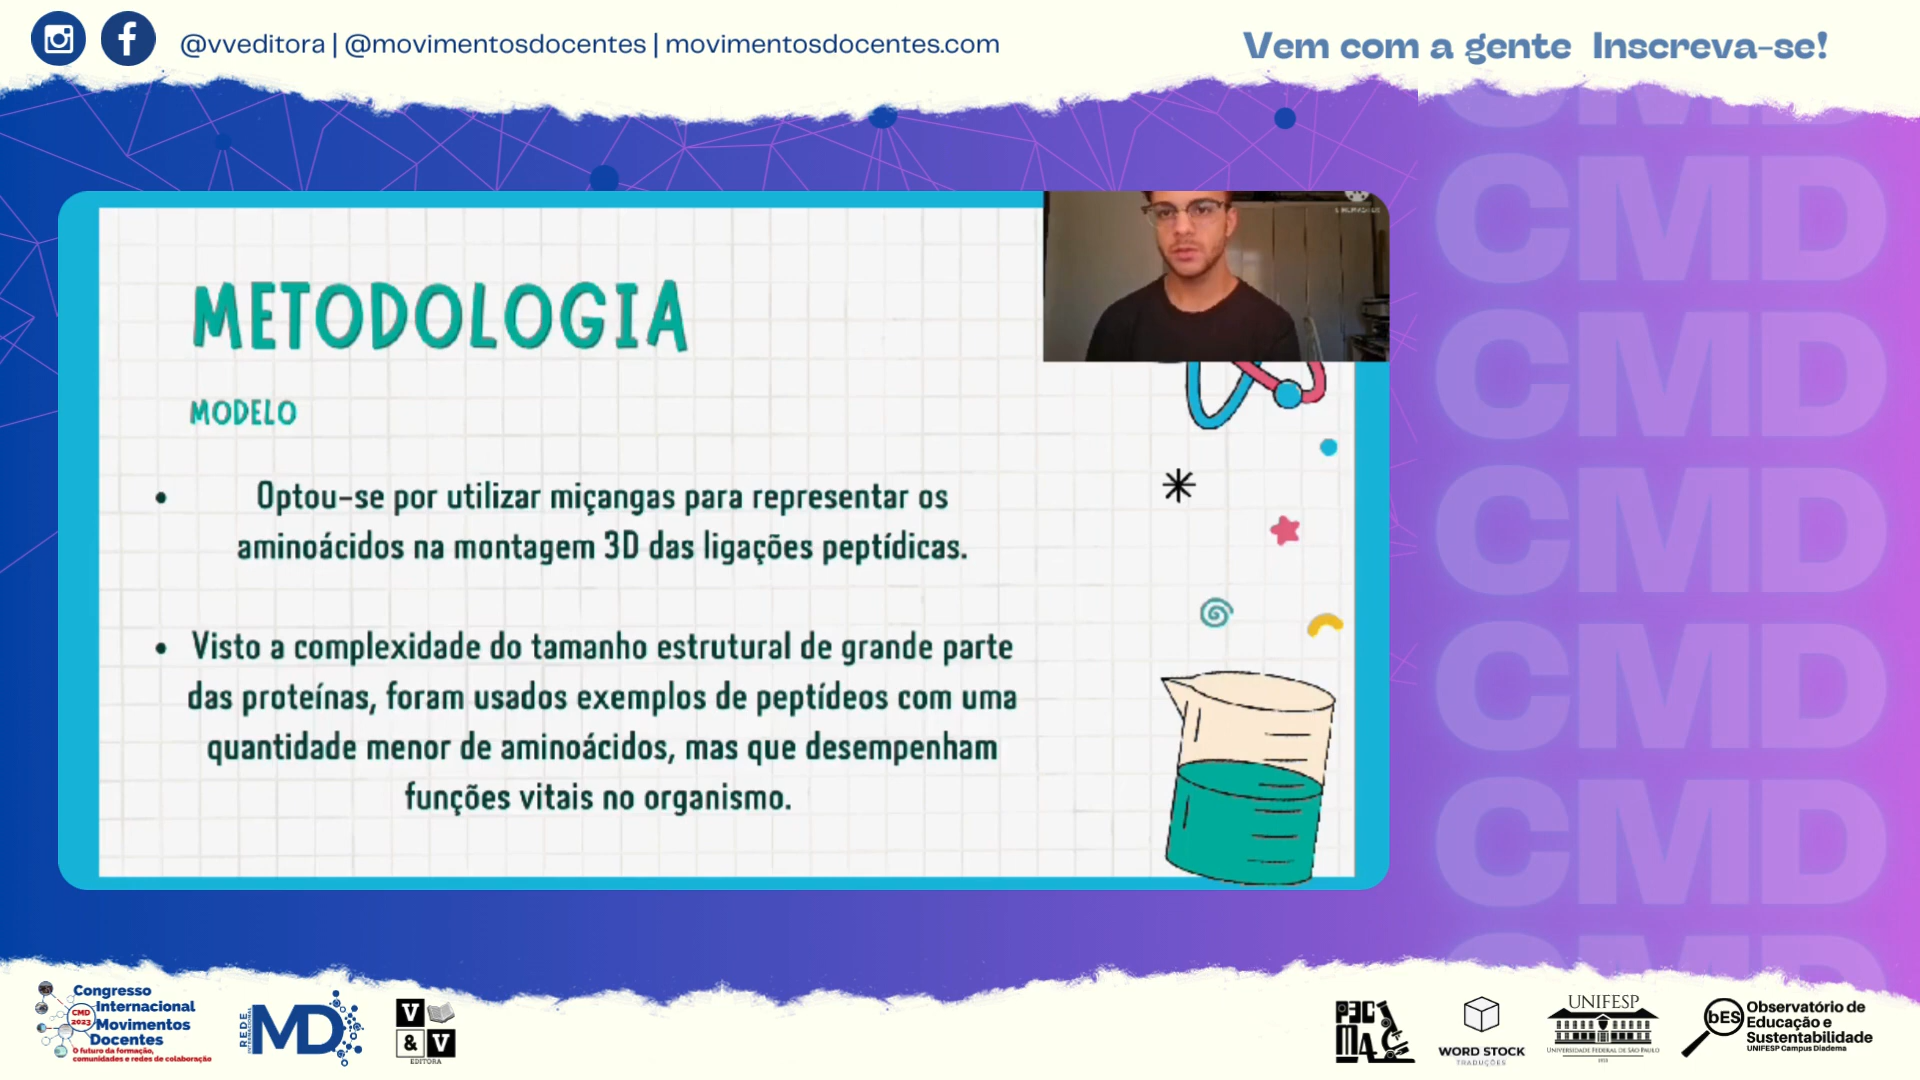 @vveditora | @movimentosdocentes | movimentosdocentes.com
Vem com a gente Inscreva-se!
CMD
CMD
CMD
CMD
CMD
CMD
CMD
METODOLOGIA
MODELO
• Optou-se por utilizar miçangas para representar os
aminoácidos na montagem 3D das ligações peptídicas.
• Visto a complexidade do tamanho estrutural de grande parte
das proteínas, foram usados exemplos de peptídeos com uma
quantidade menor de aminoácidos, mas que desempenham
funções vitais no organismo.
Congresso
Internacional
Movimentos
Docentes
CMD
2023
O futuro da formação,
comunidades e redes de colaboração
REDE
INTERNACIONAL
MD
V
& V
EDITORA
WORD STOCK
TRADUÇÕES
UNIFESP
UNIVERSIDADE FEDERAL DE SÃO PAULO
bES
Observatório de
Educação e
Sustentabilidade
UNIFESP Campus Diadema